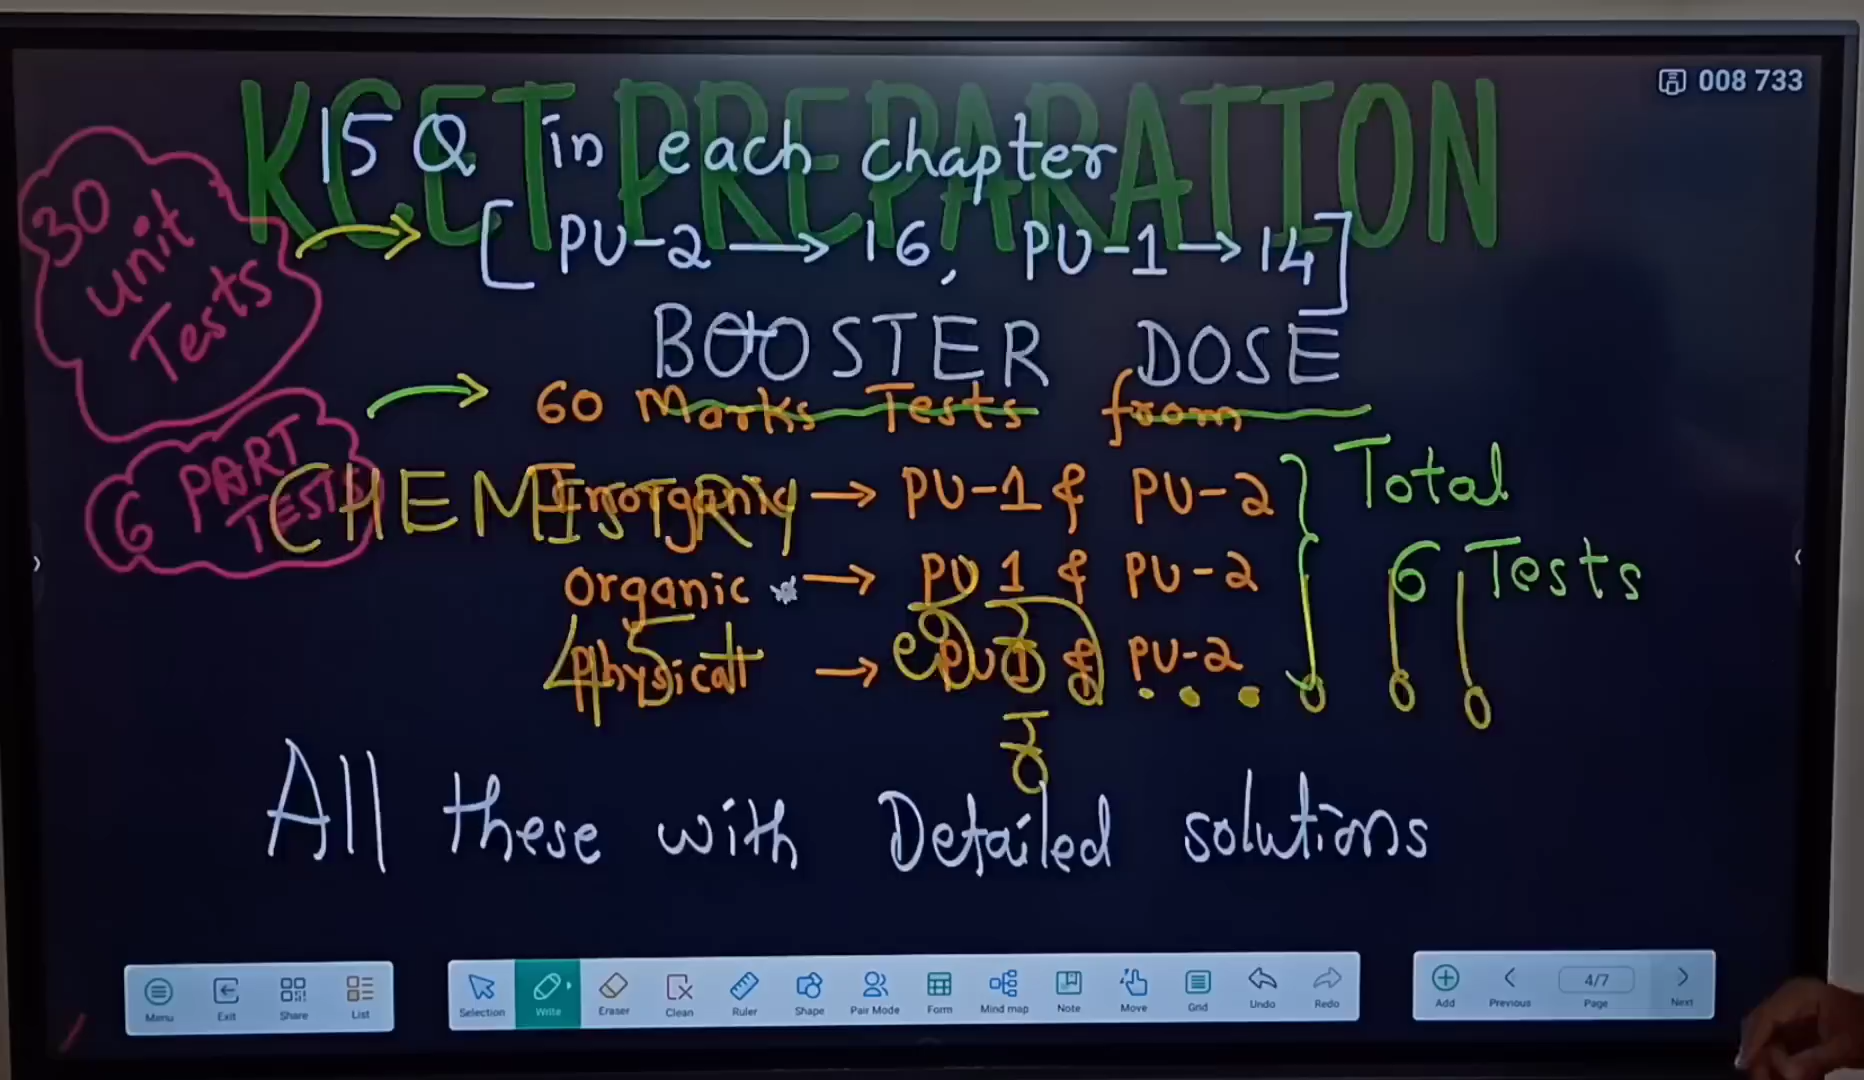 008 733
KCET PREPARATION
15 Q in each chapter
30 unit Tests
[PU-2 → 16, PU-1 → 14]
BOOSTER DOSE
60 Marks Tests from
6 PART TESTS
CHEMISTRY
Inorganic → PU-1 & PU-2
Organic → PU 1 & PU-2
Physical → PU 1 & PU-2
Total
6 Tests
45+
All these with Detailed solutions
Menu Exit Share List
Selection Write Eraser Clean Ruler Shape Pair Mode Form Mind map Note Move Grid Undo Redo
Add Previous 4/7 Page Next